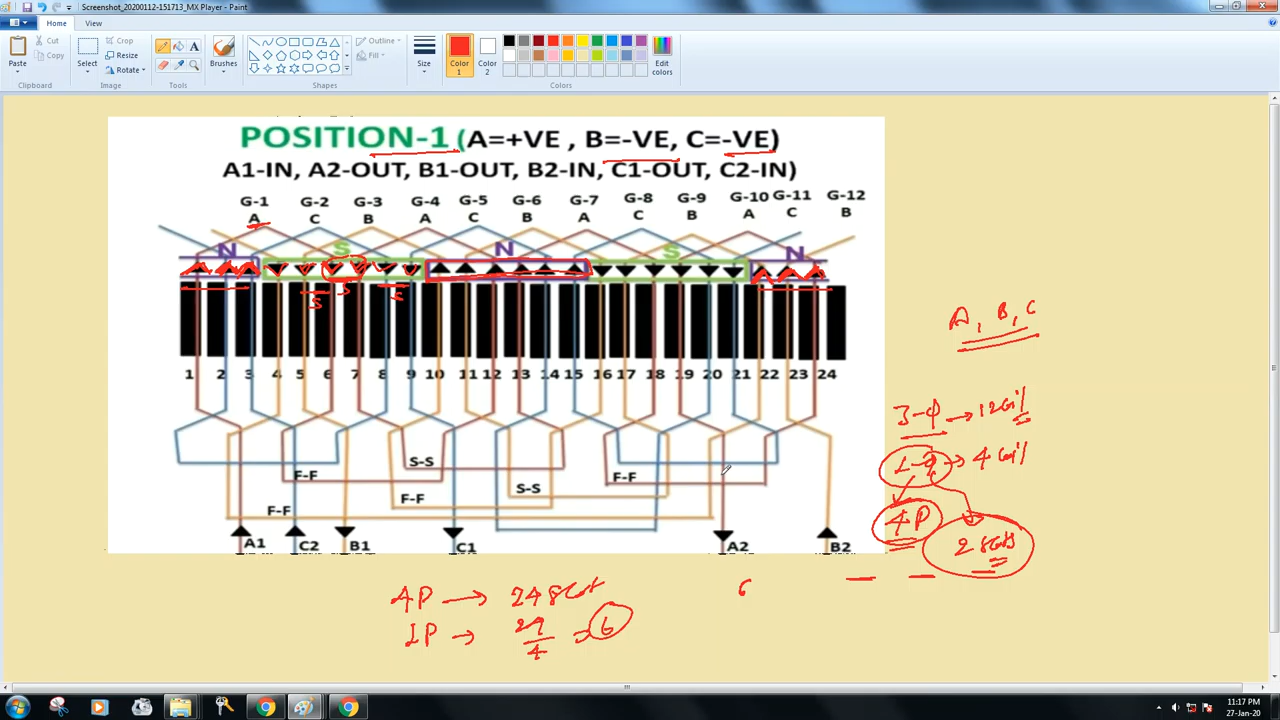 Screenshot_20200112-151713_MX Player - Paint
Home View
Paste
Cut
Copy
Clipboard
Select
Crop
Resize
Rotate
Image
A
Tools
Brushes
Shapes
Outline
Fill
Size
Color 1
Color 2
Edit colors
Colors
POSITION-1 (A=+VE , B=-VE, C=-VE)
A1-IN, A2-OUT, B1-OUT, B2-IN, C1-OUT, C2-IN)
G-1 G-2 G-3 G-4 G-5 G-6 G-7 G-8 G-9 G-10 G-11 G-12
A C B A C B A C B A C B
N S N S N
S S S
1 2 3 4 5 6 7 8 9 10 11 12 13 14 15 16 17 18 19 20 21 22 23 24
A, B, C
3-φ → 12 Coil
4 Coil
S-S
F-F F-F
S-S
F-F
F-F
4P
A1 C2 B1 C1 A2 B2
4P → 24 Slot 6
1P → 24/4 = 6
11:17 PM
27-Jan-20